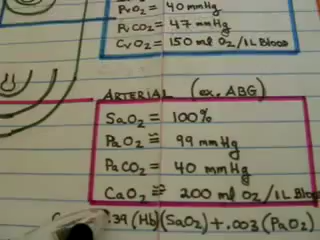 PvO2 = 40 mmHg
PvCO2 = 47 mmHg
CvO2 = 150 ml O2/1L Blood
ARTERIAL (ex. ABG)
SaO2 = 100%
PaO2 ≅ 99 mmHg
PaCO2 = 40 mmHg
CaO2 ≅ 200 ml O2/1L Bloo
.39 (Hb)(SaO2) + .003 (PaO2)